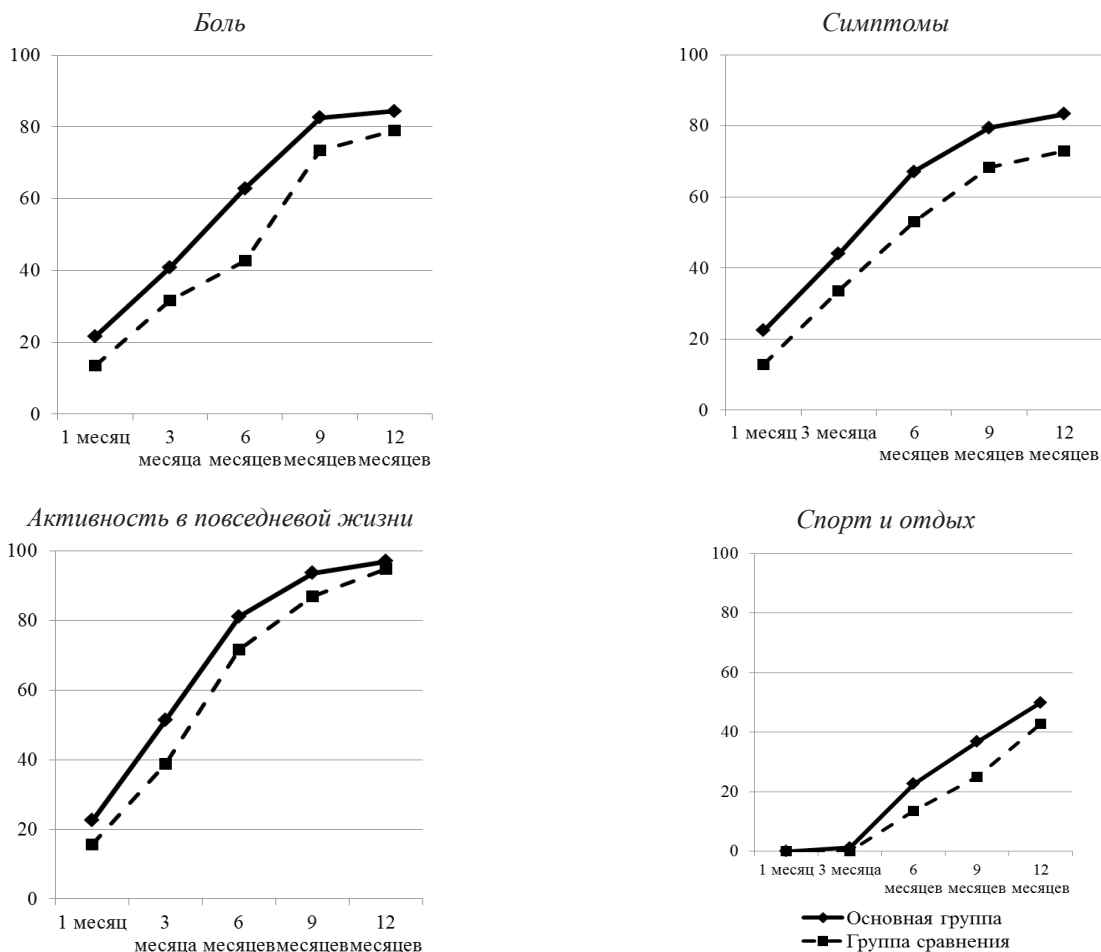 Боль
100
80
60
40
20
0
1 месяц
3
месяца
6
месяцев
9
месяцев
12
месяцев
Симптомы
100
80
60
40
20
0
1 месяц
3 месяца
6
месяцев
9
месяцев
12
месяцев
Активность в повседневой жизни
100
80
60
40
20
0
1 месяц
3
месяца
6
месяцев
9
месяцев
12
месяцев
Спорт и отдых
100
80
60
40
20
0
1 месяц
3 месяца
6
месяцев
9
месяцев
12
месяцев
Основная группа
Группа сравнения